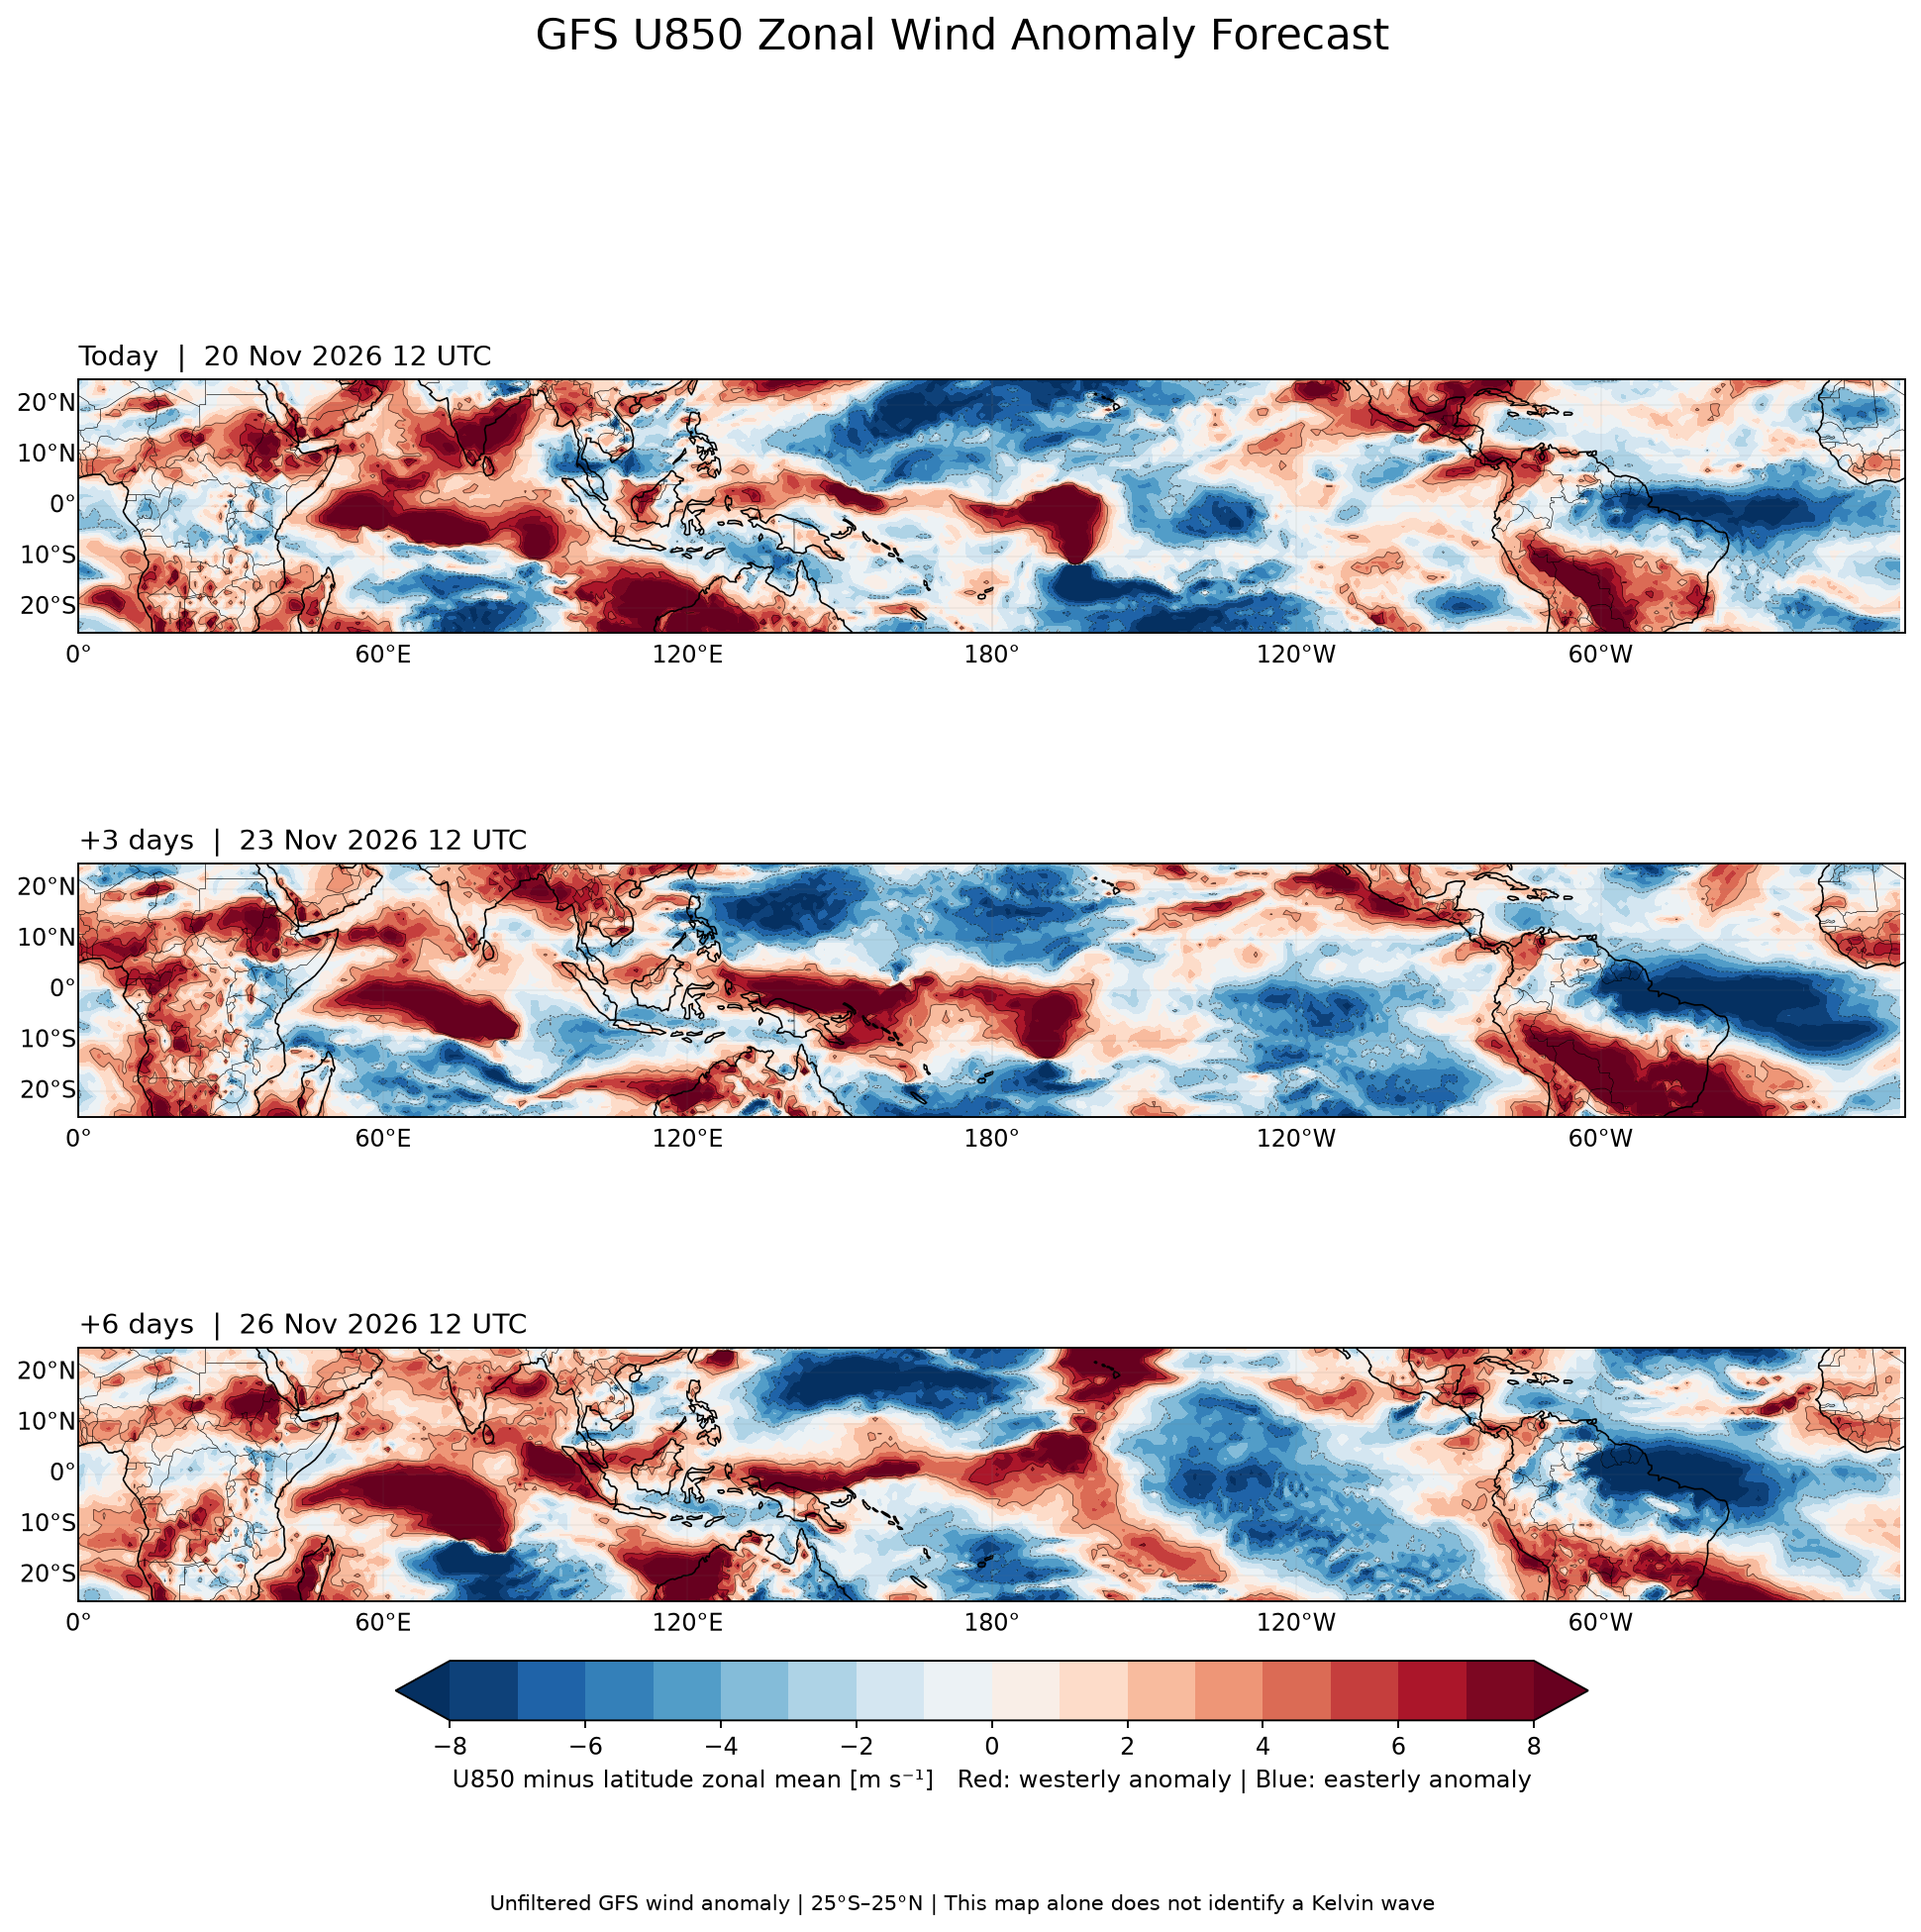 GFS U850 Zonal Wind Anomaly Forecast
Today | 20 Nov 2026 12 UTC
20°N
10°N
0°
10°S
20°S
0° 60°E 120°E 180° 120°W 60°W
+3 days | 23 Nov 2026 12 UTC
20°N
10°N
0°
10°S
20°S
0° 60°E 120°E 180° 120°W 60°W
+6 days | 26 Nov 2026 12 UTC
20°N
10°N
0°
10°S
20°S
0° 60°E 120°E 180° 120°W 60°W
−8 −6 −4 −2 0 2 4 6 8
U850 minus latitude zonal mean [m s⁻¹] Red: westerly anomaly | Blue: easterly anomaly
Unfiltered GFS wind anomaly | 25°S–25°N | This map alone does not identify a Kelvin wave